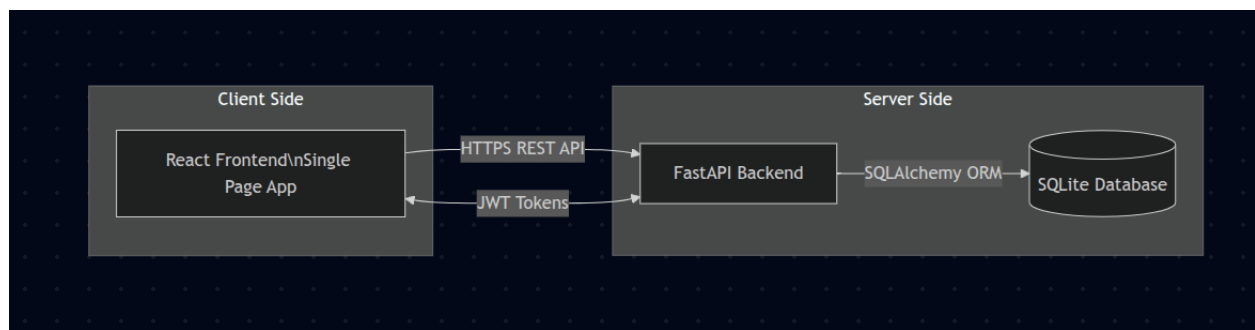 Client Side
React Frontend\nSingle
Page App
HTTPS REST API
JWT Tokens
Server Side
FastAPI Backend
SQLAlchemy ORM
SQLite Database